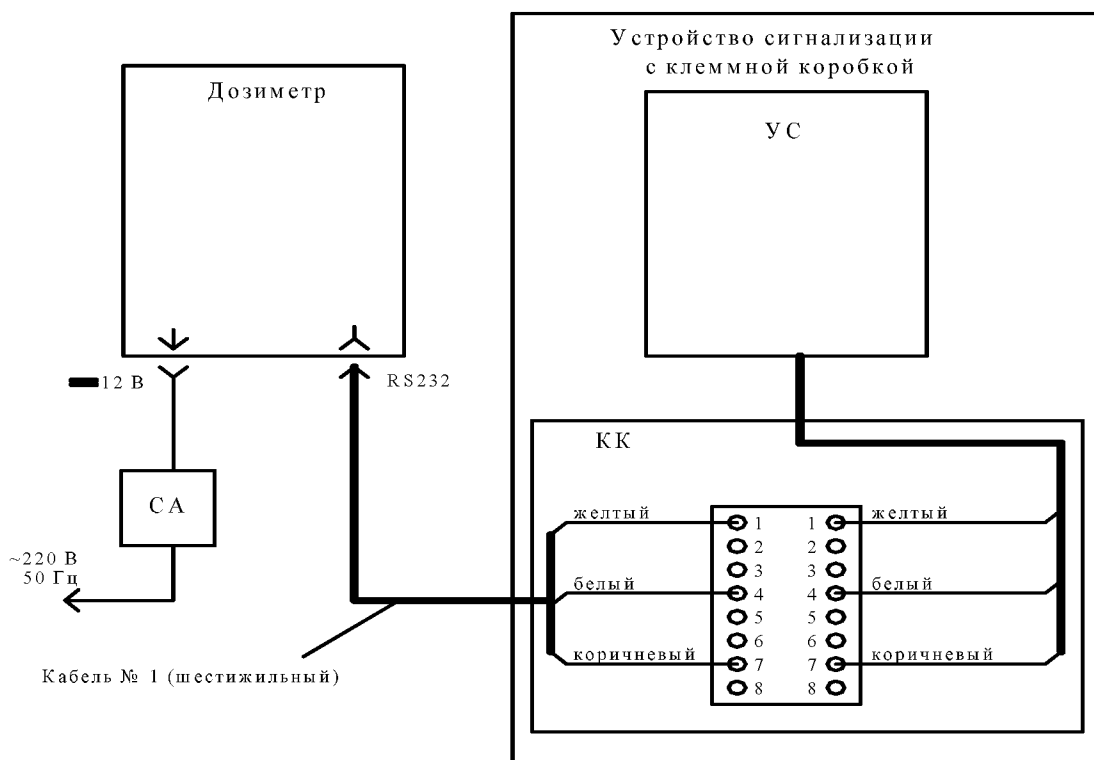 Устройство сигнализации
с клеммной коробкой
Дозиметр
УС
12 В
RS232
СА
~220 В
50 Гц
Кабель № 1 (шестижильный)
КК
желтый 1 1 желтый
2 2
3 3
белый 4 4 белый
5 5
6 6
коричневый 7 7 коричневый
8 8